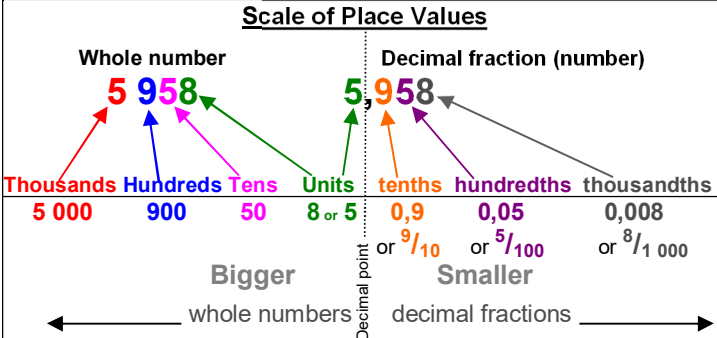 Scale of Place Values
Whole number Decimal fraction (number)
5 958 5,958
Thousands Hundreds Tens Units tenths hundredths thousandths
5 000 900 50 8 or 5 0,9 0,05 0,008
or 9/10 or 5/100 or 8/1 000
Decimal point
Bigger Smaller
whole numbers decimal fractions